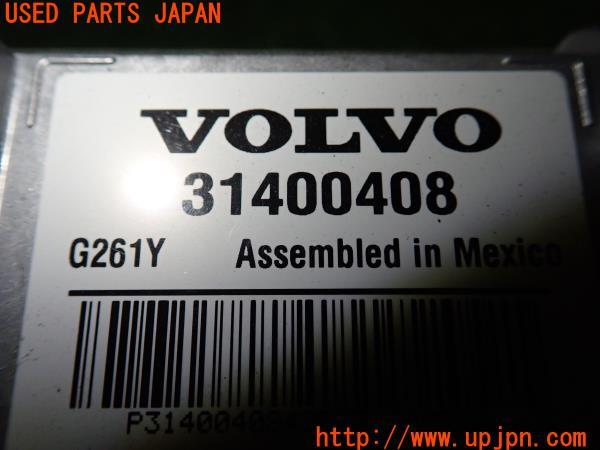 USED PARTS JAPAN
VOLVO
31400408
G261Y Assembled in Mexico
http://www.upjpn.com